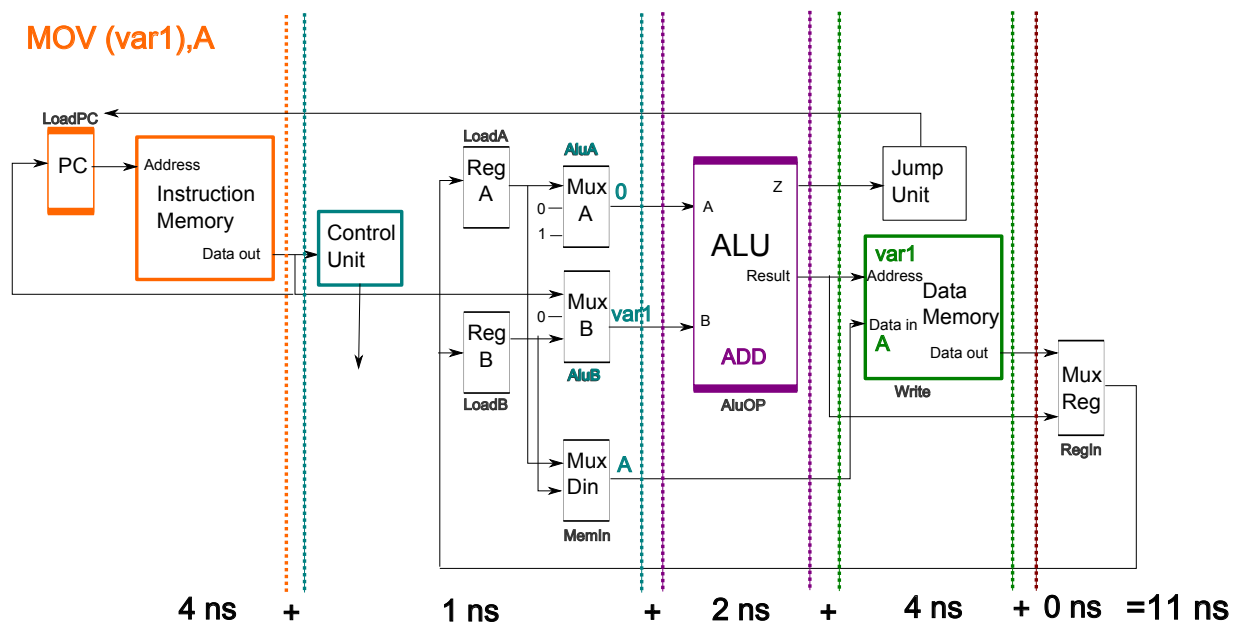 MOV (var1),A
LoadPC
PC
Address
Instruction
Memory
Data out
Control
Unit
LoadA
Reg
A
AluA
Mux
A
0
1
0
Mux
B
0
var1
AluB
Reg
B
LoadB
Mux
Din
A
MemIn
A
Z
ALU
Result
B
ADD
AluOP
Jump
Unit
var1
Address
Data
Memory
Data in
A
Data out
Write
Mux
Reg
RegIn
4 ns + 1 ns + 2 ns + 4 ns + 0 ns =11 ns